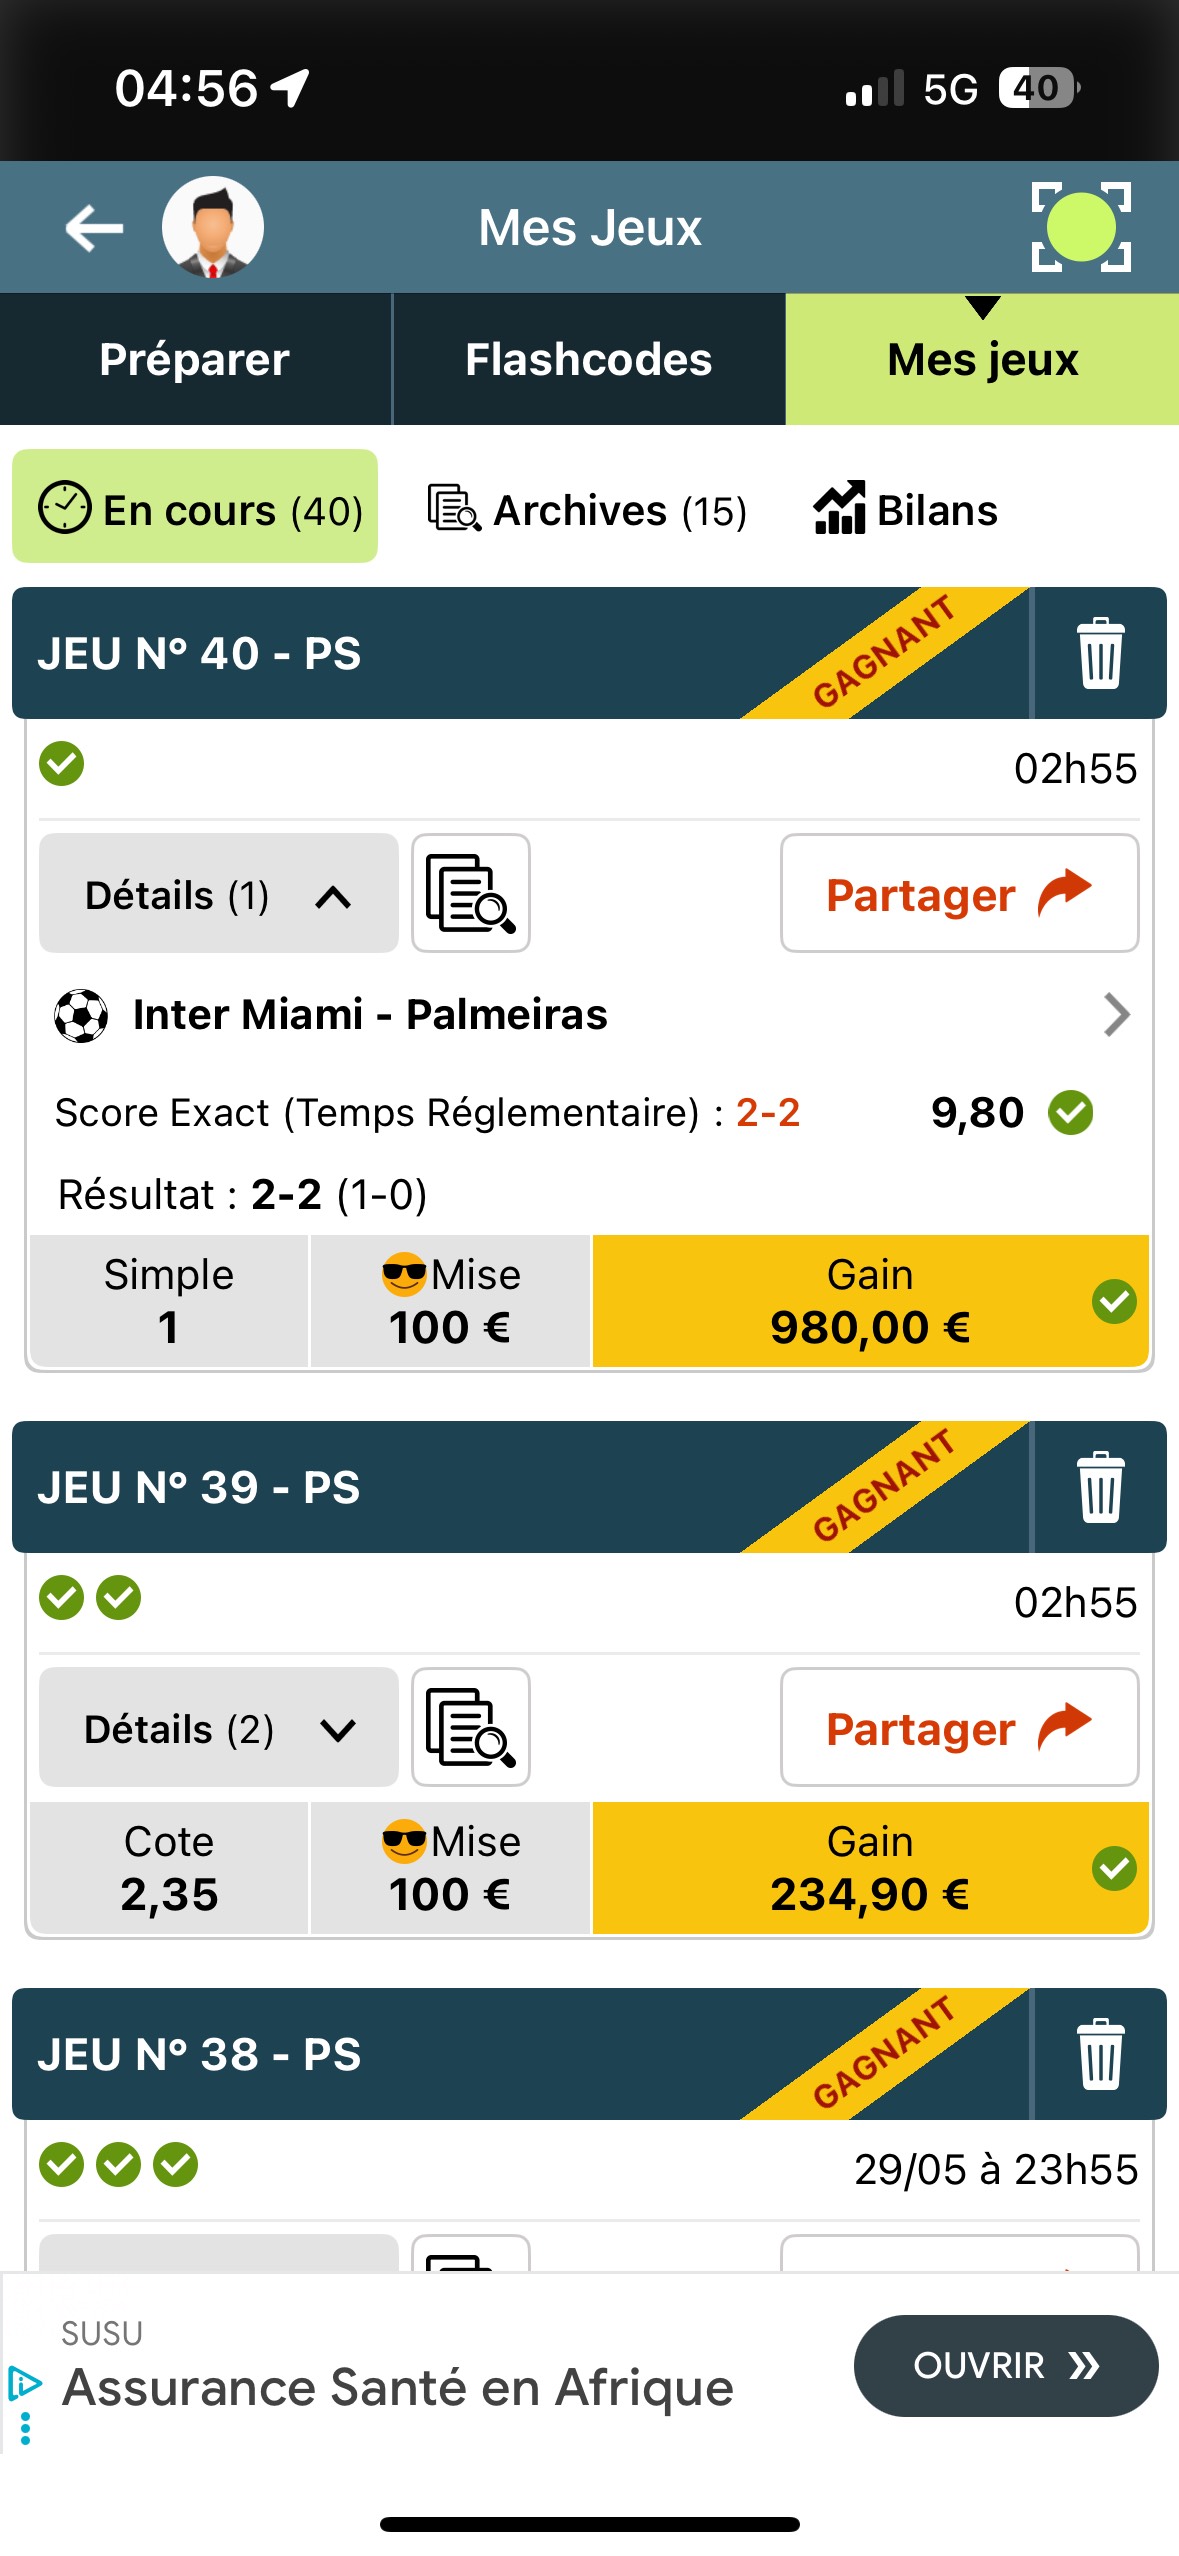 04:56
5G 40
Mes Jeux
Préparer Flashcodes Mes jeux
En cours (40) Archives (15) Bilans
JEU Nº 40 - PS GAGNANT
02h55
Détails (1) Partager
Inter Miami - Palmeiras
Score Exact (Temps Réglementaire) : 2-2 9,80
Résultat : 2-2 (1-0)
Simple Mise Gain
1 100 € 980,00 €
JEU Nº 39 - PS GAGNANT
02h55
Détails (2) Partager
Cote Mise Gain
2,35 100 € 234,90 €
JEU Nº 38 - PS GAGNANT
29/05 à 23h55
SUSU
Assurance Santé en Afrique
OUVRIR »